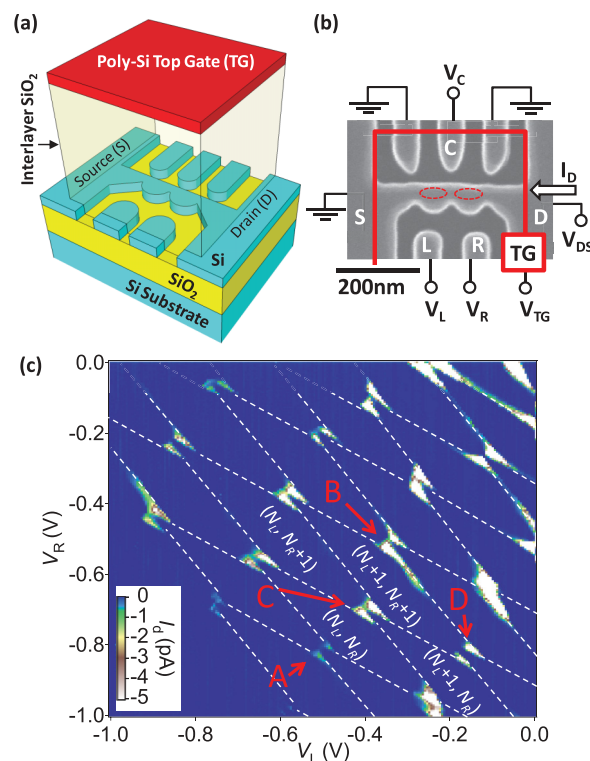 (a)
Poly-Si Top Gate (TG)
Interlayer SiO2
Source (S)
Drain (D)
Si
SiO2
Si Substrate
(b)
VC
C
ID
S
D
VDS
L
R
TG
200nm
VL
VR
VTG
(c)
0.0
-0.2
-0.4
-0.6
-0.8
-1.0
VR (V)
B
(NL, NR+1)
(NL+1, NR+1)
C
D
(NL, NR)
A
(NL+1, NR)
0
-1
-2
-3
-4
-5
Id (pA)
-1.0
-0.8
-0.6
-0.4
-0.2
0.0
VL (V)